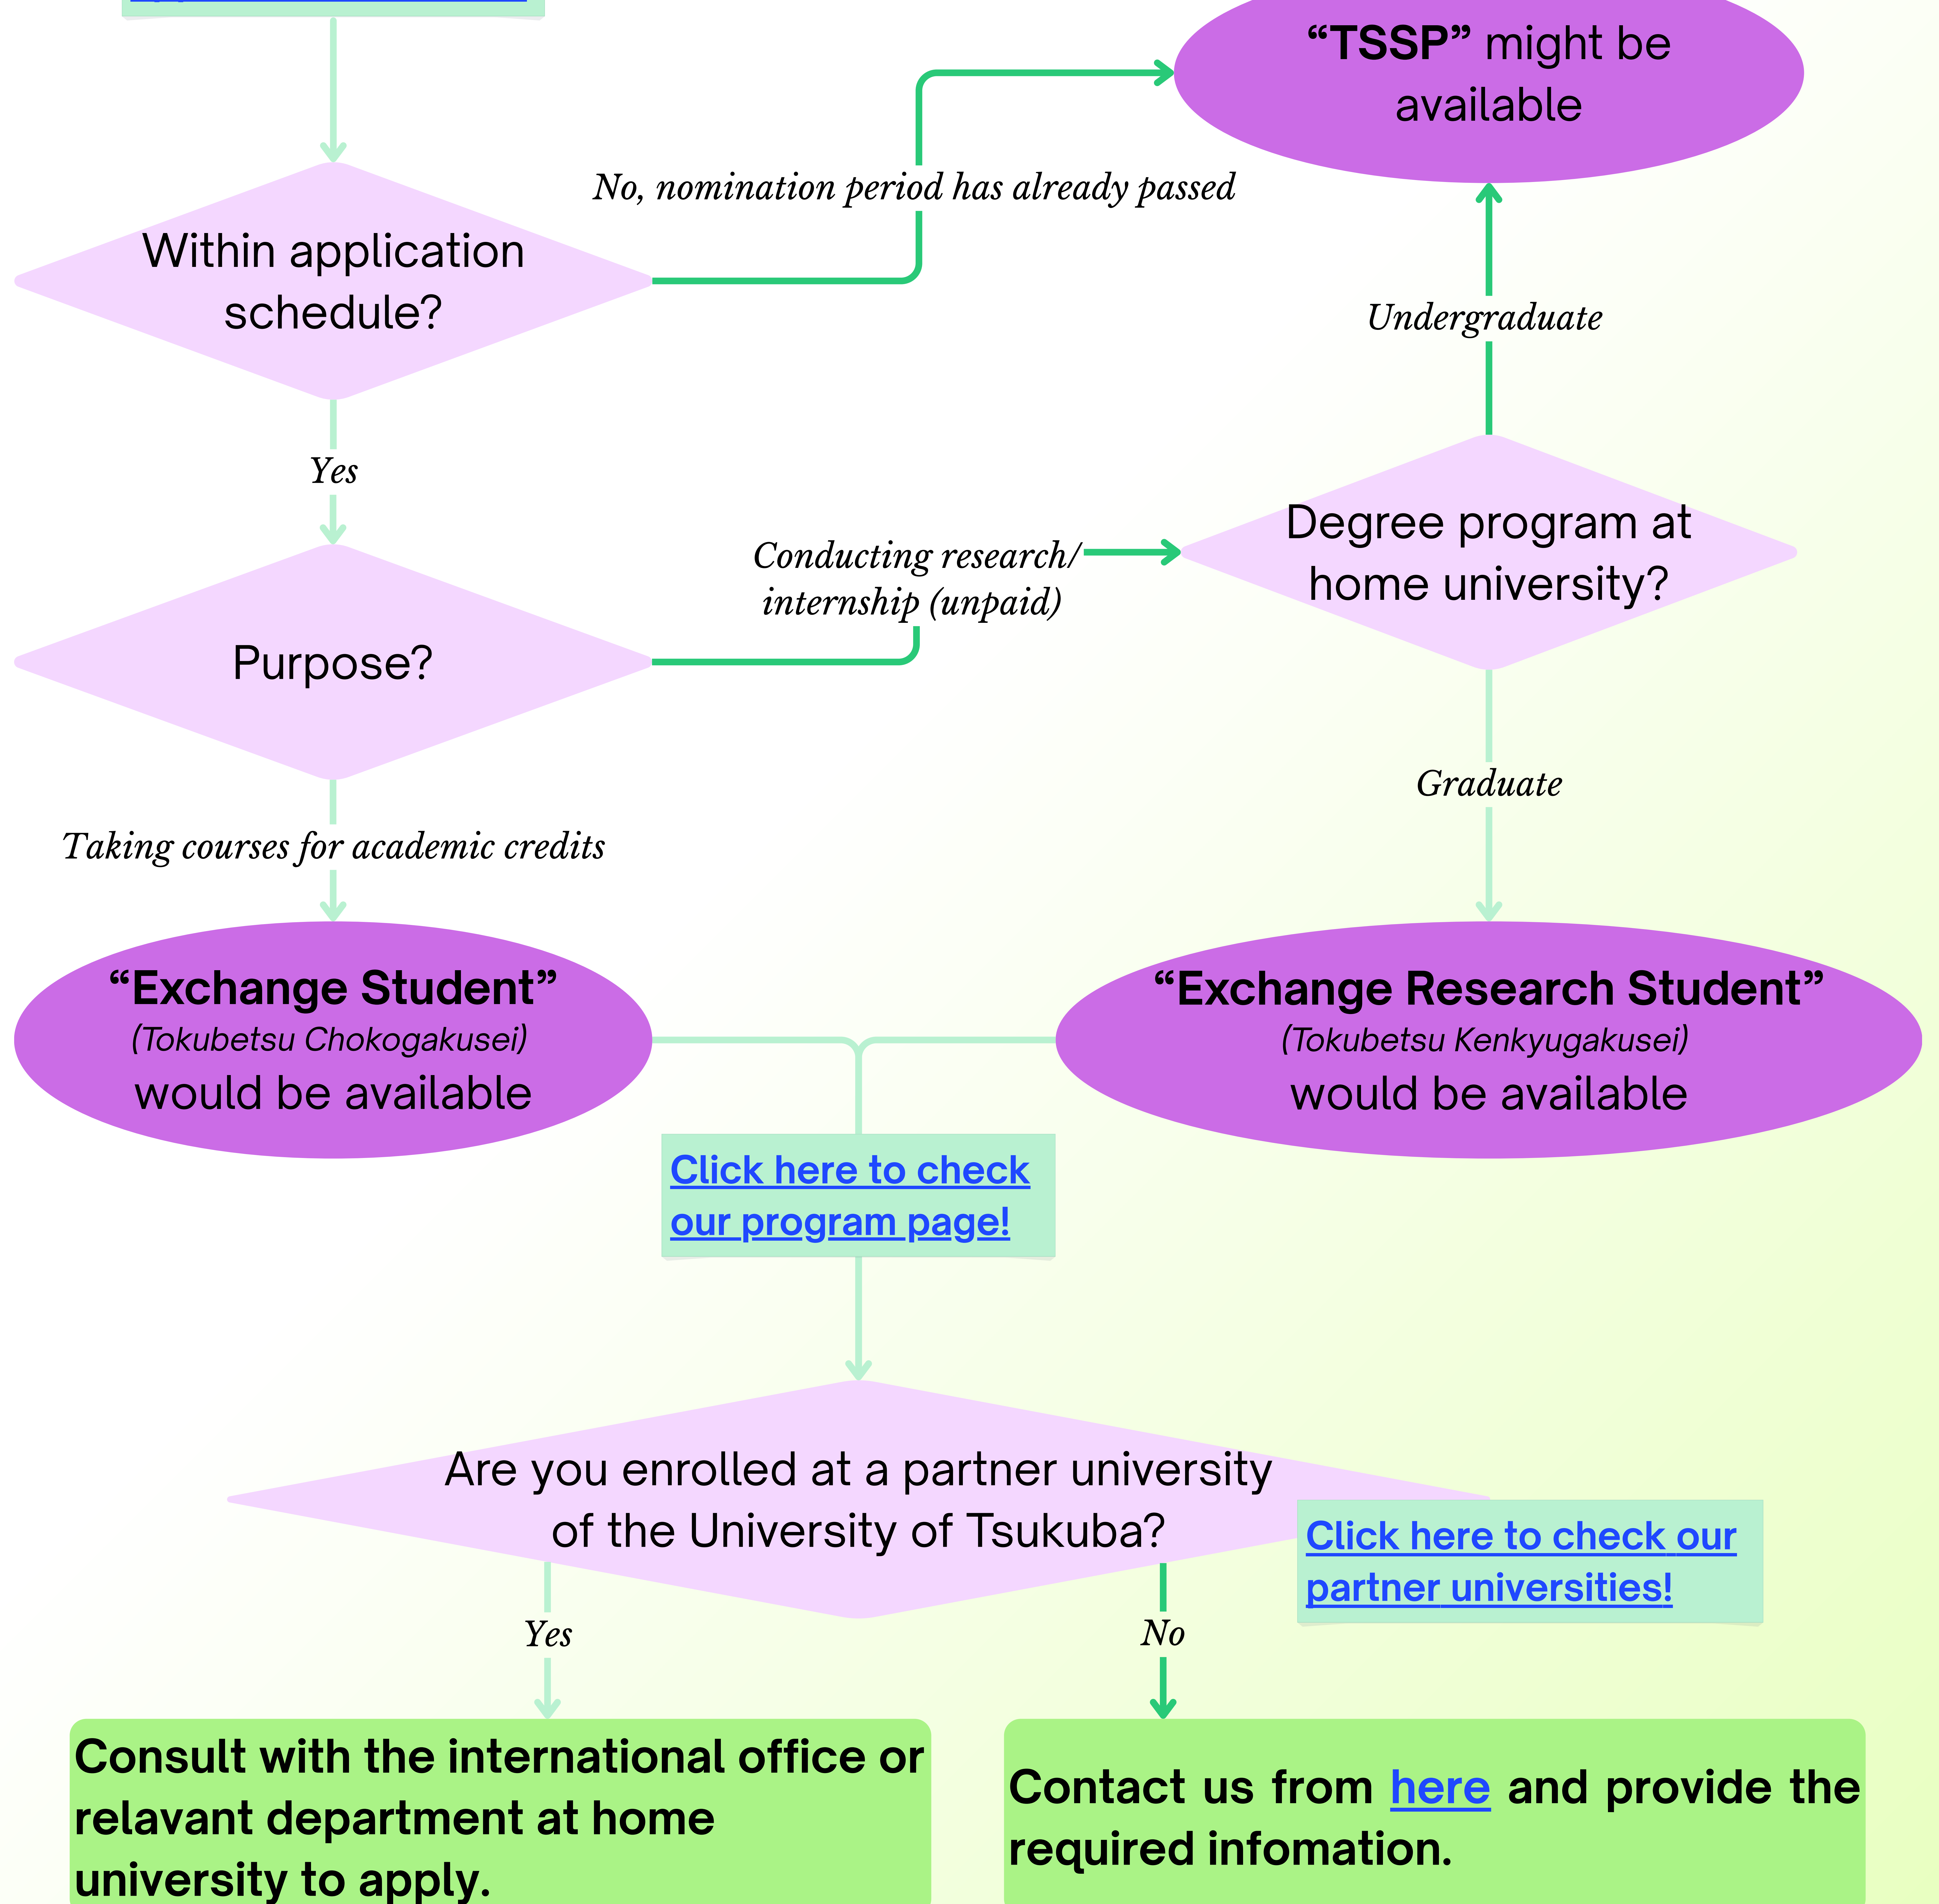 “TSSP” might be
available
No, nomination period has already passed
Within application
schedule?
Undergraduate
Yes
Degree program at
home university?
Conducting research/
internship (unpaid)
Purpose?
Graduate
Taking courses for academic credits
“Exchange Student”
(Tokubetsu Chokogakusei)
would be available
“Exchange Research Student”
(Tokubetsu Kenkyugakusei)
would be available
Click here to check
our program page!
Are you enrolled at a partner university
of the University of Tsukuba?
Click here to check our
partner universities!
Yes
No
Consult with the international office or
relavant department at home
university to apply.
Contact us from here and provide the
required infomation.